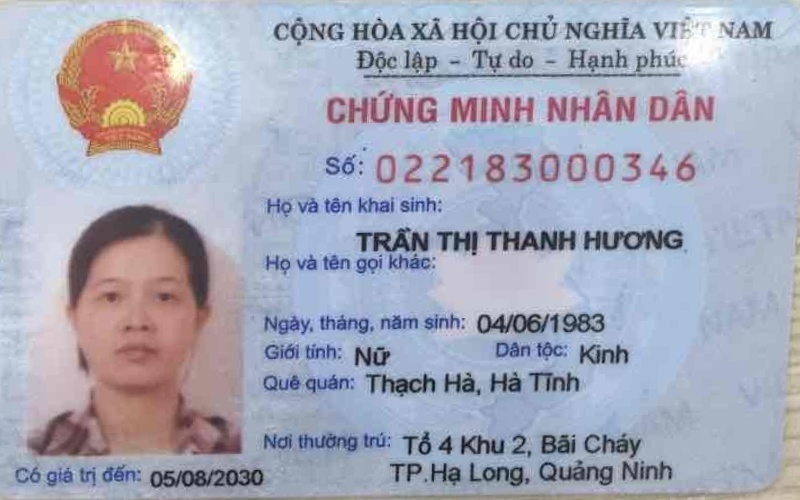 CỘNG HÒA XÃ HỘI CHỦ NGHĨA VIỆT NAM
Độc lập - Tự do - Hạnh phúc
CHỨNG MINH NHÂN DÂN
Số: 022183000346
Họ và tên khai sinh:
TRẦN THỊ THANH HƯƠNG
Họ và tên gọi khác:
Ngày, tháng, năm sinh: 04/06/1983
Giới tính: Nữ Dân tộc: Kinh
Quê quán: Thạch Hà, Hà Tĩnh
Nơi thường trú: Tổ 4 Khu 2, Bãi Cháy
TP.Hạ Long, Quảng Ninh
Có giá trị đến: 05/08/2030